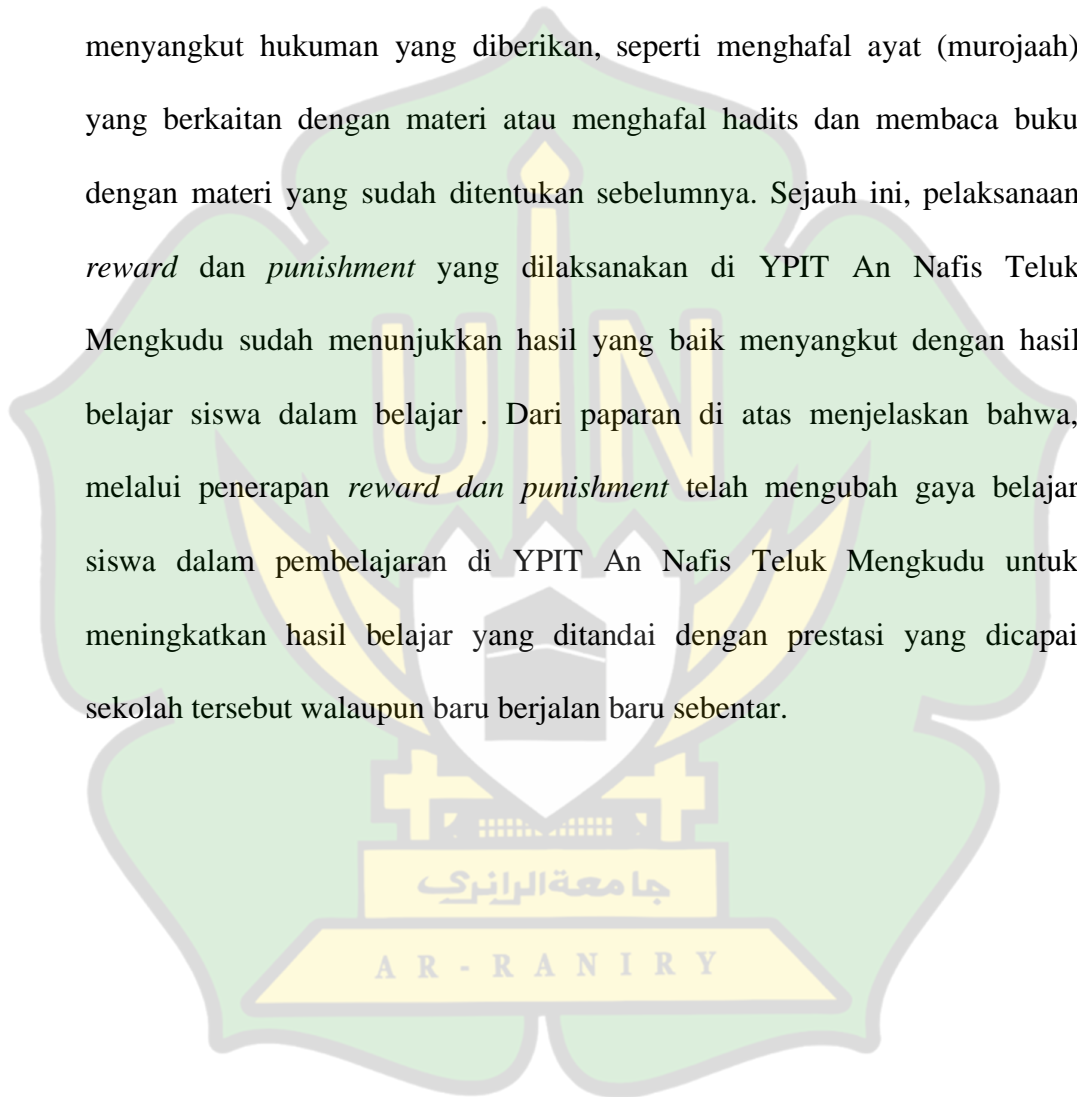 menyangkut hukuman yang diberikan, seperti menghafal ayat (murojaah)
yang berkaitan dengan materi atau menghafal hadits dan membaca buku
dengan materi yang sudah ditentukan sebelumnya. Sejauh ini, pelaksanaan
reward dan punishment yang dilaksanakan di YPIT An Nafis Teluk
Mengkudu sudah menunjukkan hasil yang baik menyangkut dengan hasil
belajar siswa dalam belajar . Dari paparan di atas menjelaskan bahwa,
melalui penerapan reward dan punishment telah mengubah gaya belajar
siswa dalam pembelajaran di YPIT An Nafis Teluk Mengkudu untuk
meningkatkan hasil belajar yang ditandai dengan prestasi yang dicapai
sekolah tersebut walaupun baru berjalan baru sebentar.
UIN
جامعة الرانري
AR-RANIRY